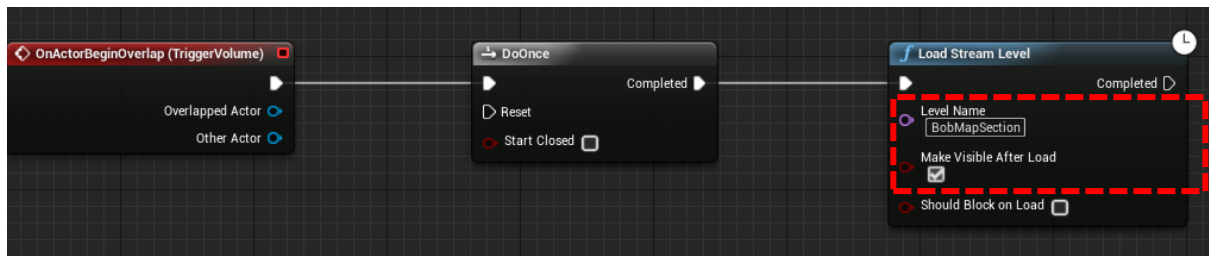 OnActorBeginOverlap (TriggerVolume)
Overlapped Actor
Other Actor
DoOnce
Completed
Reset
Start Closed
f Load Stream Level
Completed
Level Name
BobMapSection
Make Visible After Load
Should Block on Load